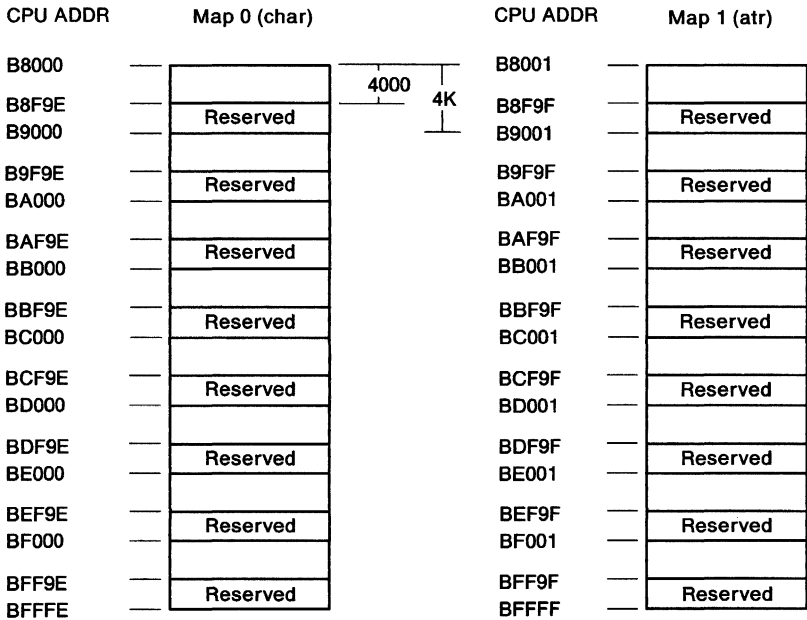 CPU ADDR Map 0 (char) CPU ADDR Map 1 (atr)
B8000 B8001
4000
B8F9E 4K B8F9F
Reserved Reserved
B9000 B9001
B9F9E B9F9F
Reserved Reserved
BA000 BA001
BAF9E BAF9F
Reserved Reserved
BB000 BB001
BBF9E BBF9F
Reserved Reserved
BC000 BC001
BCF9E BCF9F
Reserved Reserved
BD000 BD001
BDF9E BDF9F
Reserved Reserved
BE000 BE001
BEF9E BEF9F
Reserved Reserved
BF000 BF001
BFF9E BFF9F
Reserved Reserved
BFFFE BFFFF